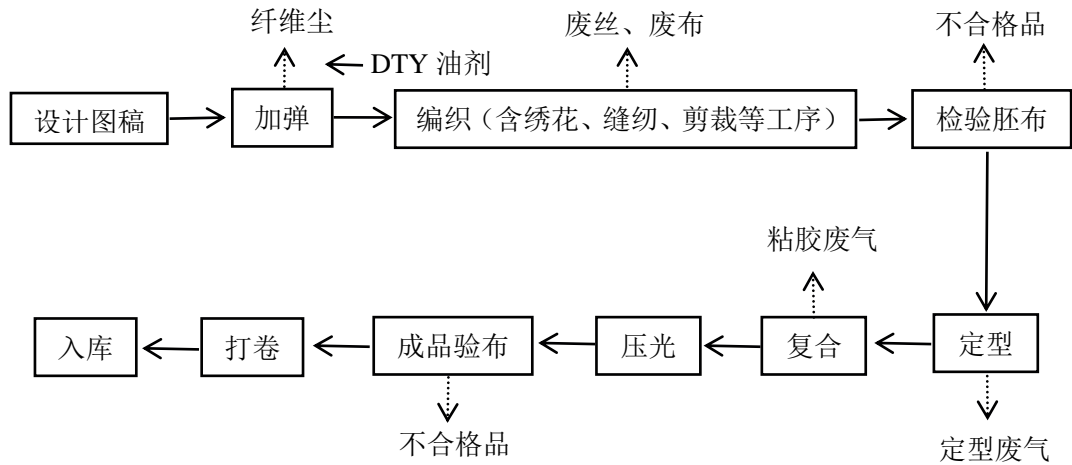 纤维尘
废丝、废布
不合格品
DTY 油剂
设计图稿
加弹
编织（含绣花、缝纫、剪裁等工序）
检验胚布
粘胶废气
入库
打卷
成品验布
压光
复合
定型
不合格品
定型废气